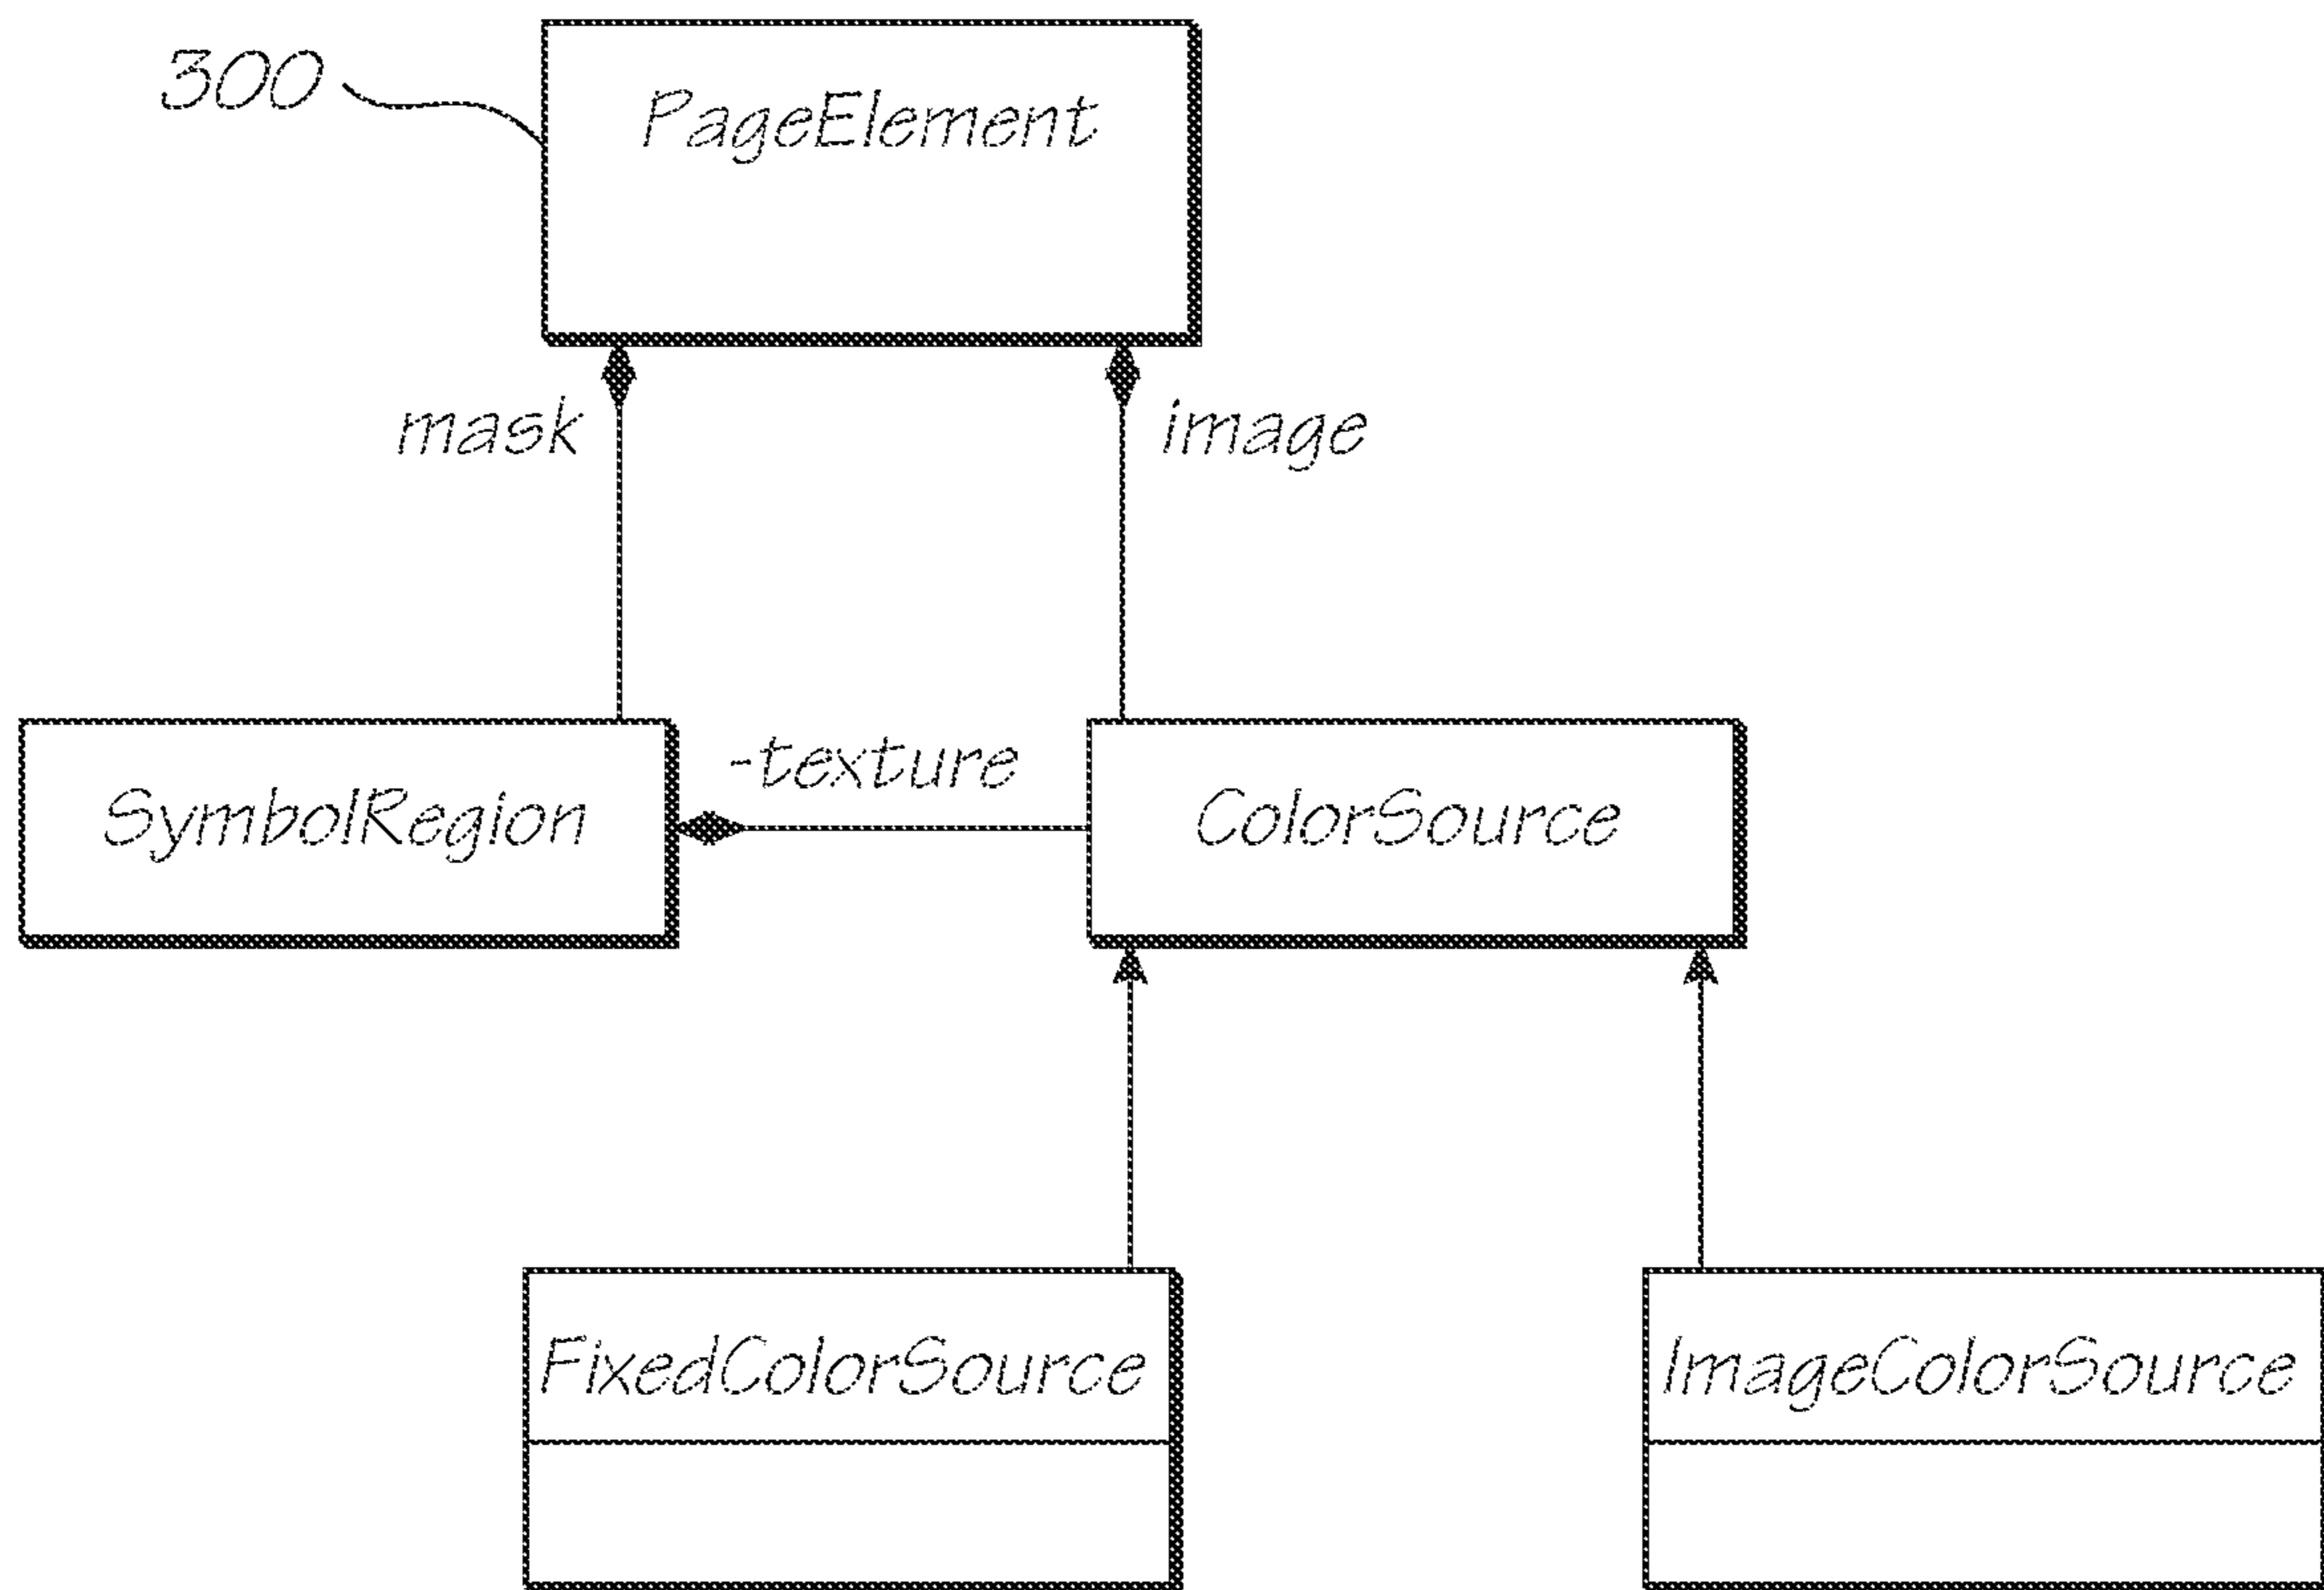 300
PageElement
mask
image
-texture
SymbolRegion
ColorSource
FixedColorSource
ImageColorSource